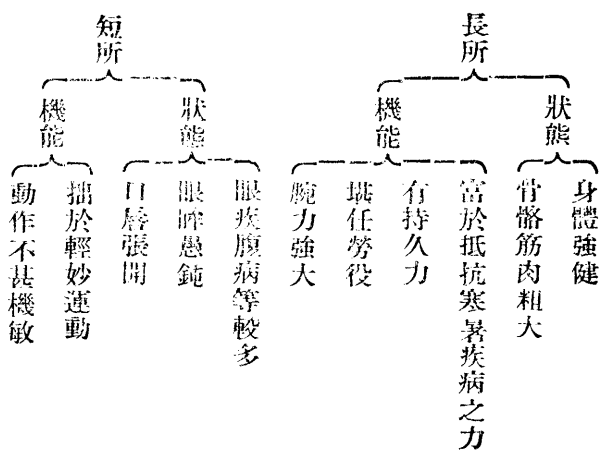 長所
狀態
身體強健
骨骼筋肉粗大
機能
富於抵抗寒暑疾病之力
有持久力
堪任勞役
腕力強大
短所
狀態
眼疾腹病等較多
眼眸愚鈍
口唇張開
機能
拙於輕妙運動
動作不甚機敏